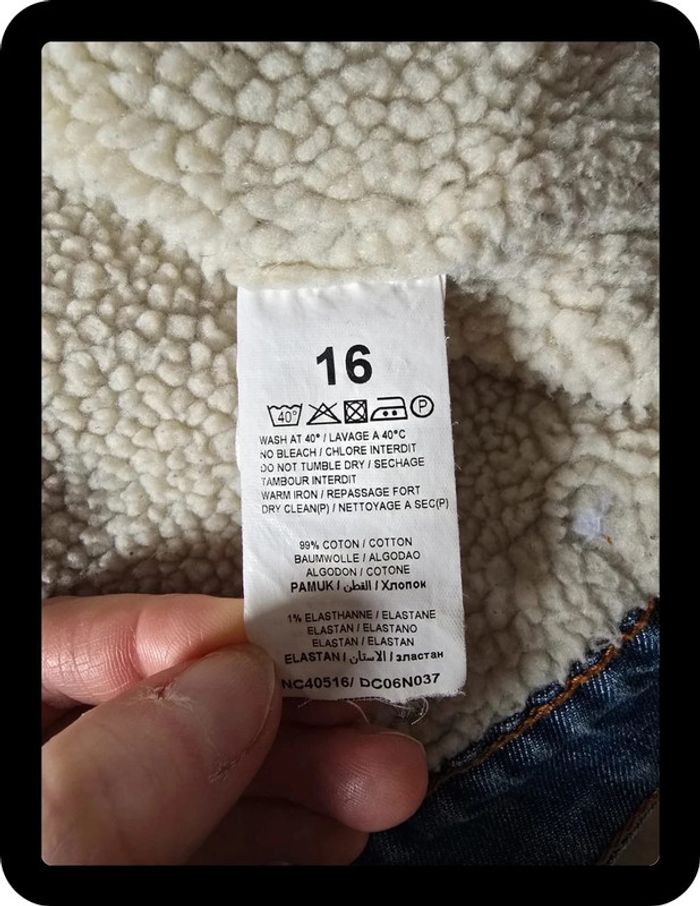 16
40°
P
WASH AT 40° / LAVAGE A 40°C
NO BLEACH / CHLORE INTERDIT
DO NOT TUMBLE DRY / SECHAGE
TAMBOUR INTERDIT
WARM IRON / REPASSAGE FORT
DRY CLEAN(P) / NETTOYAGE A SEC(P)
99% COTON / COTTON
BAUMWOLLE / ALGODAO
ALGODON / COTONE
PAMUK / القطن / Хлопок
1% ELASTHANNE / ELASTANE
ELASTAN / ELASTANO
ELASTAN / ELASTAN
ELASTAN / الاستان / эластан
NC40516/ DC06N037